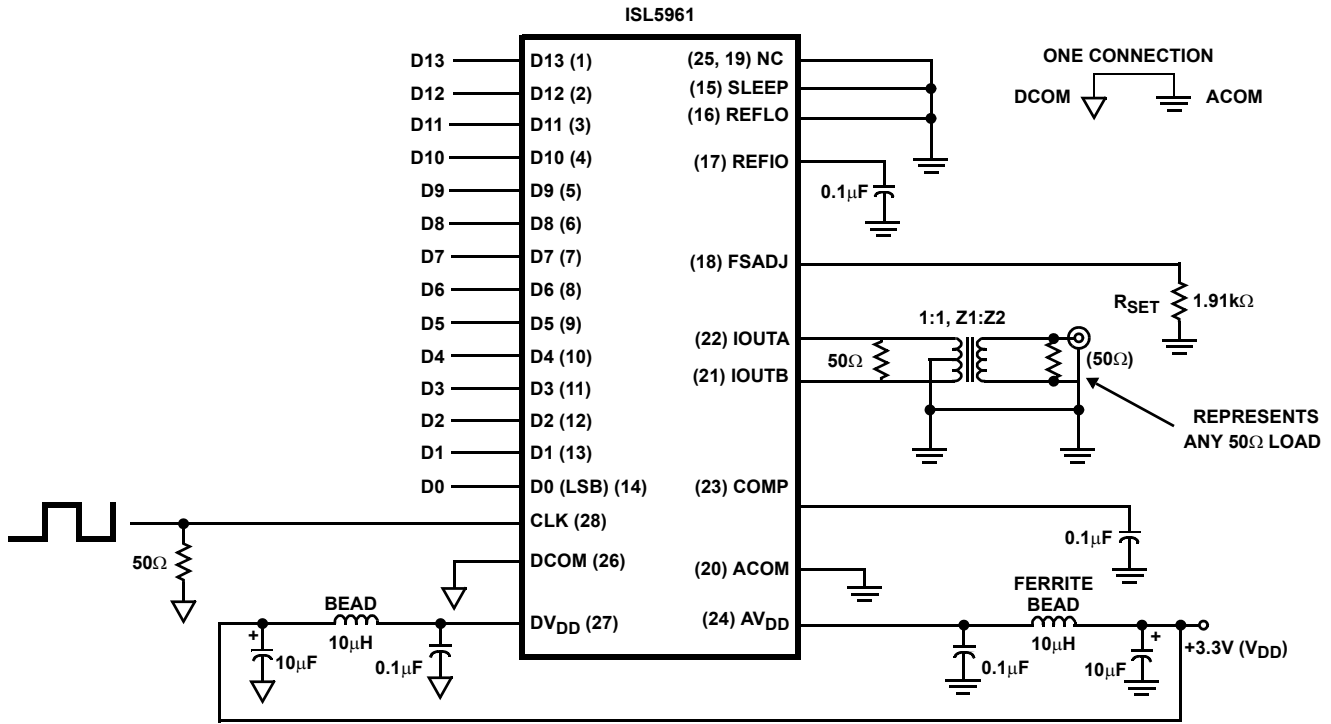 ISL5961
D13 D13 (1)
D12 D12 (2)
D11 D11 (3)
D10 D10 (4)
D9 D9 (5)
D8 D8 (6)
D7 D7 (7)
D6 D6 (8)
D5 D5 (9)
D4 D4 (10)
D3 D3 (11)
D2 D2 (12)
D1 D1 (13)
D0 D0 (LSB) (14)
CLK (28)
50Ω
DCOM (26)
DV_DD (27)
BEAD
10μH
+
10μF
0.1μF
(25, 19) NC
(15) SLEEP
(16) REFLO
(17) REFIO
0.1μF
(18) FSADJ
R_SET 1.91kΩ
(22) IOUTA
(21) IOUTB
50Ω
1:1, Z1:Z2
(50Ω)
REPRESENTS
ANY 50Ω LOAD
(23) COMP
0.1μF
(20) ACOM
(24) AV_DD
FERRITE
BEAD
10μH
0.1μF
10μF
+
+3.3V (V_DD)
ONE CONNECTION
DCOM ACOM